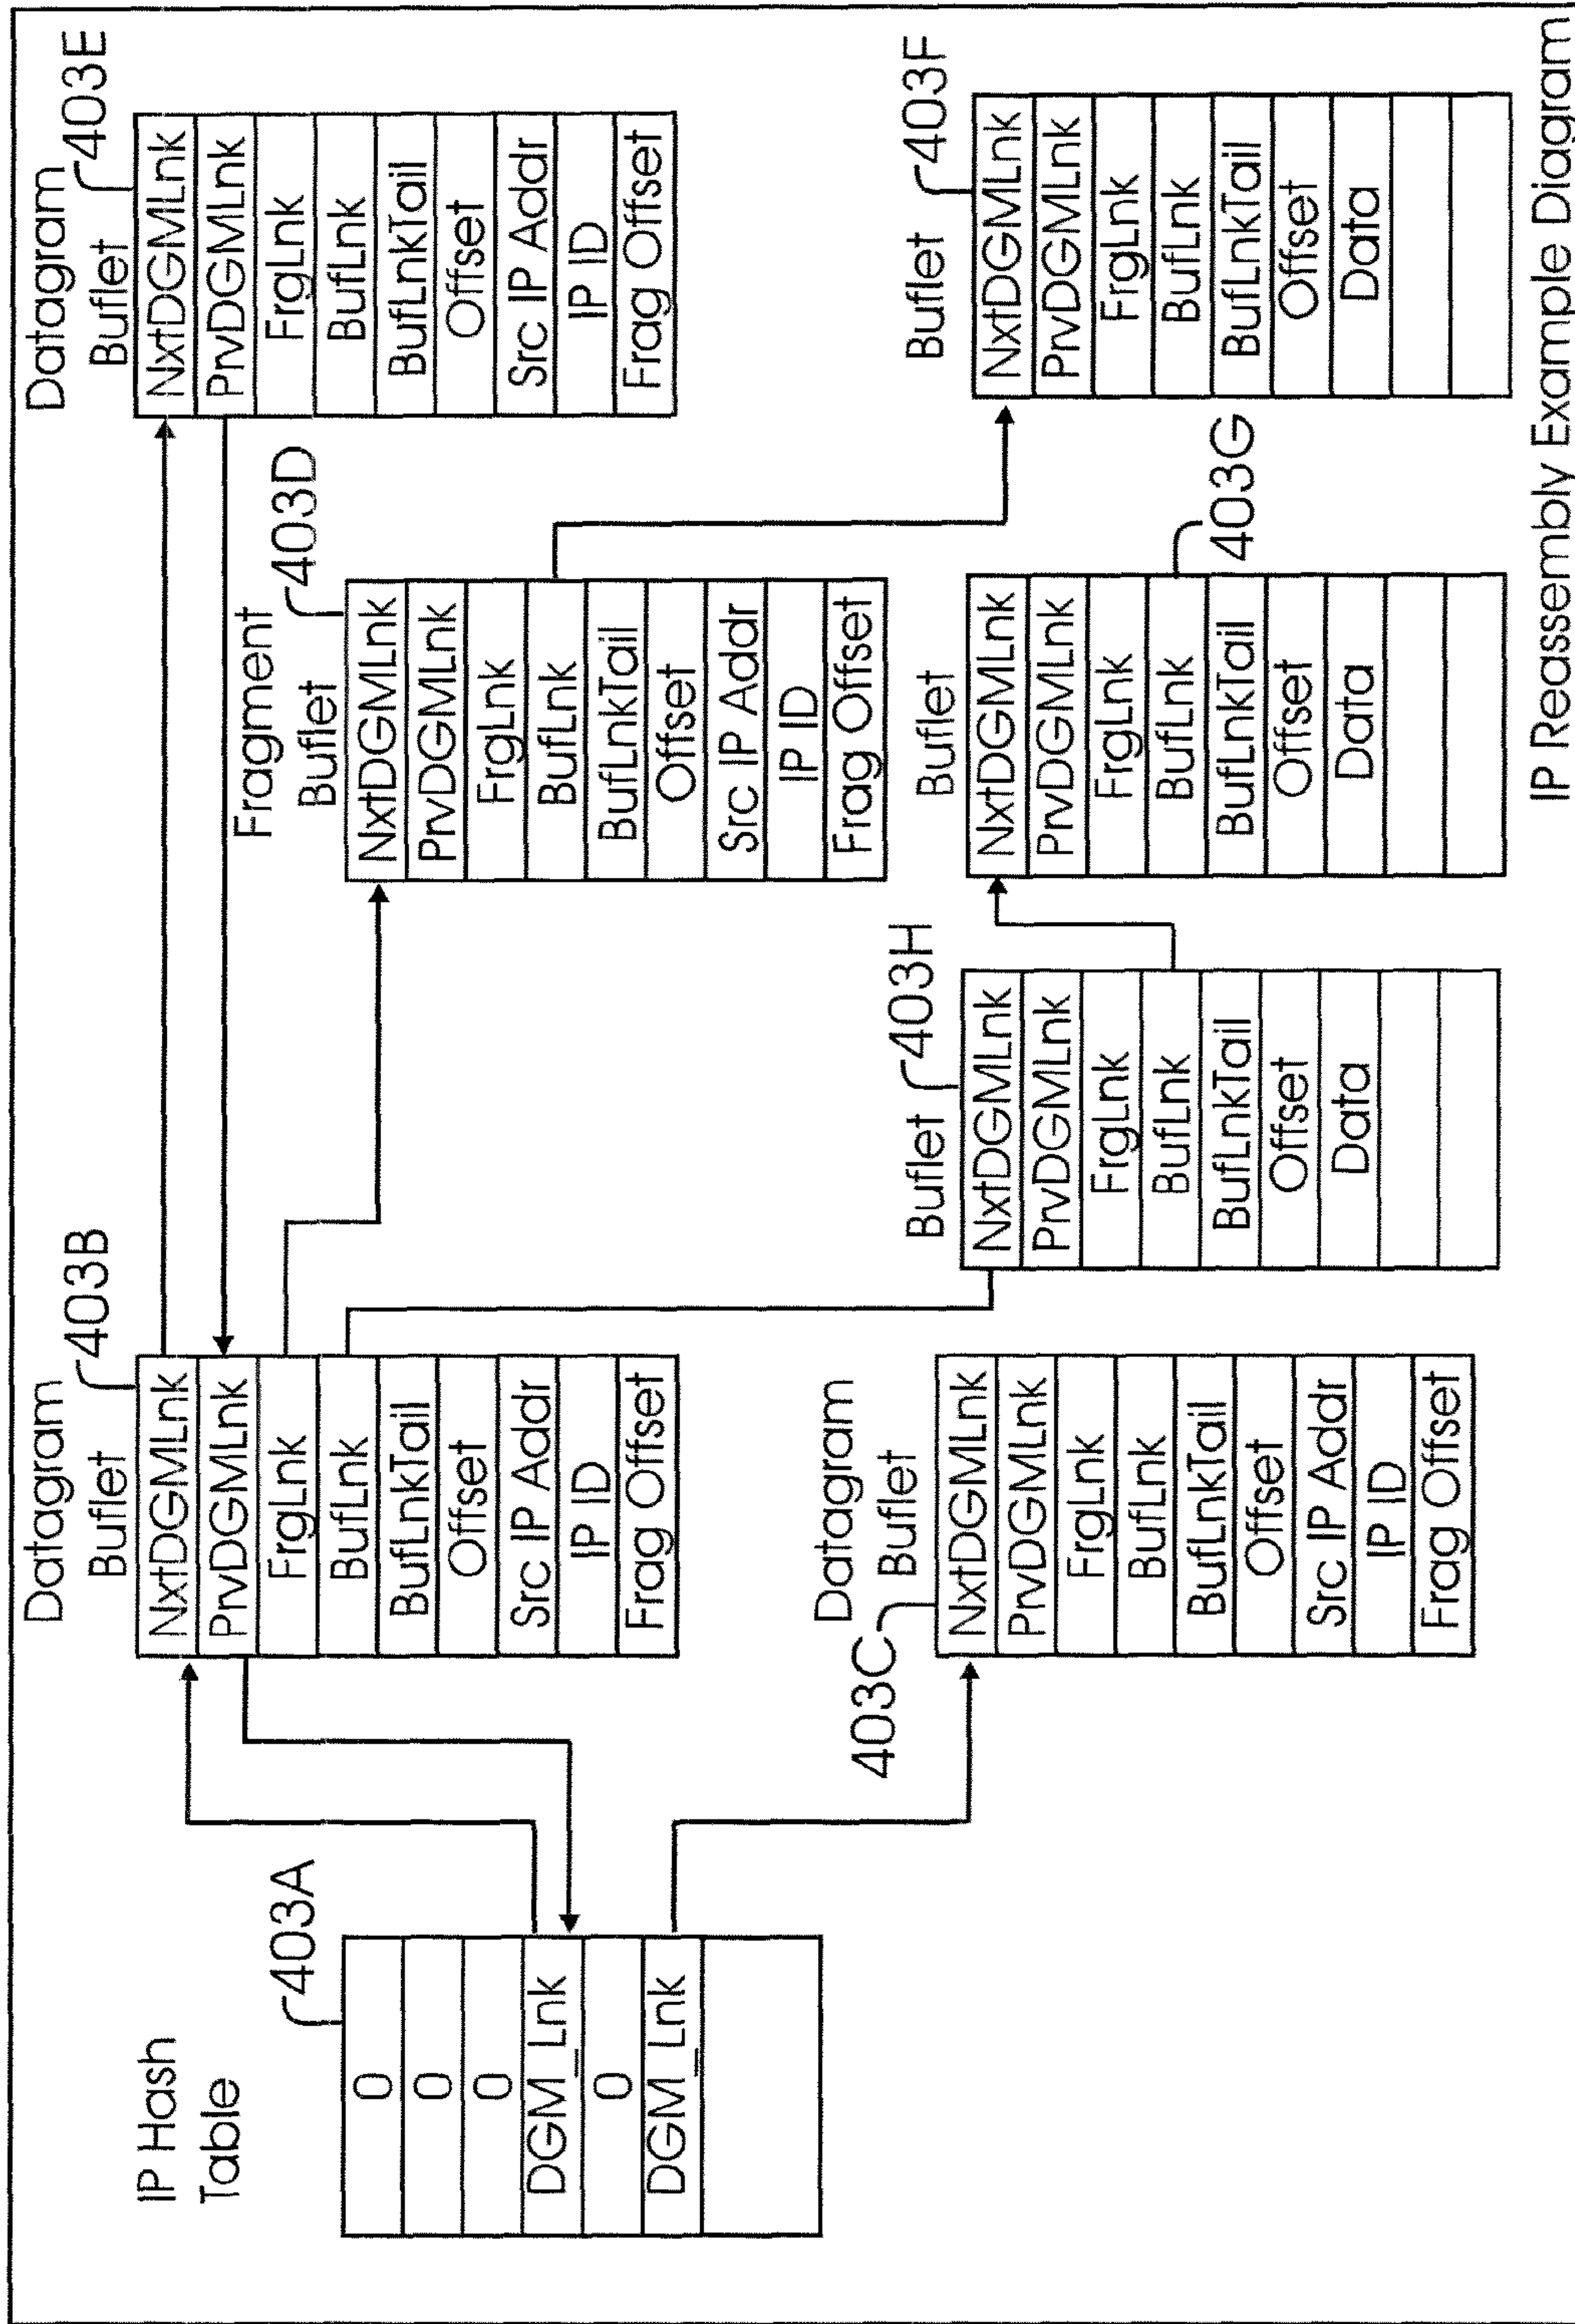 IP Hash
Table
403A
0
0
0
DGM_Lnk
0
DGM_Lnk
Datagram
Buflet
403B
NxtDGMLnk
PrvDGMLnk
FrgLnk
BufLnk
BufLnkTail
Offset
Src IP Addr
IP ID
Frag Offset
Datagram
Buflet
403C
NxtDGMLnk
PrvDGMLnk
FrgLnk
BufLnk
BufLnkTail
Offset
Src IP Addr
IP ID
Frag Offset
Fragment
Buflet
403D
NxtDGMLnk
PrvDGMLnk
FrgLnk
BufLnk
BufLnkTail
Offset
Src IP Addr
IP ID
Frag Offset
Datagram
Buflet
403E
NxtDGMLnk
PrvDGMLnk
FrgLnk
BufLnk
BufLnkTail
Offset
Src IP Addr
IP ID
Frag Offset
Buflet
403H
NxtDGMLnk
PrvDGMLnk
FrgLnk
BufLnk
BufLnkTail
Offset
Data
Buflet
403G
NxtDGMLnk
PrvDGMLnk
FrgLnk
BufLnk
BufLnkTail
Offset
Data
Buflet
403F
NxtDGMLnk
PrvDGMLnk
FrgLnk
BufLnk
BufLnkTail
Offset
Data
IP Reassembly Example Diagram